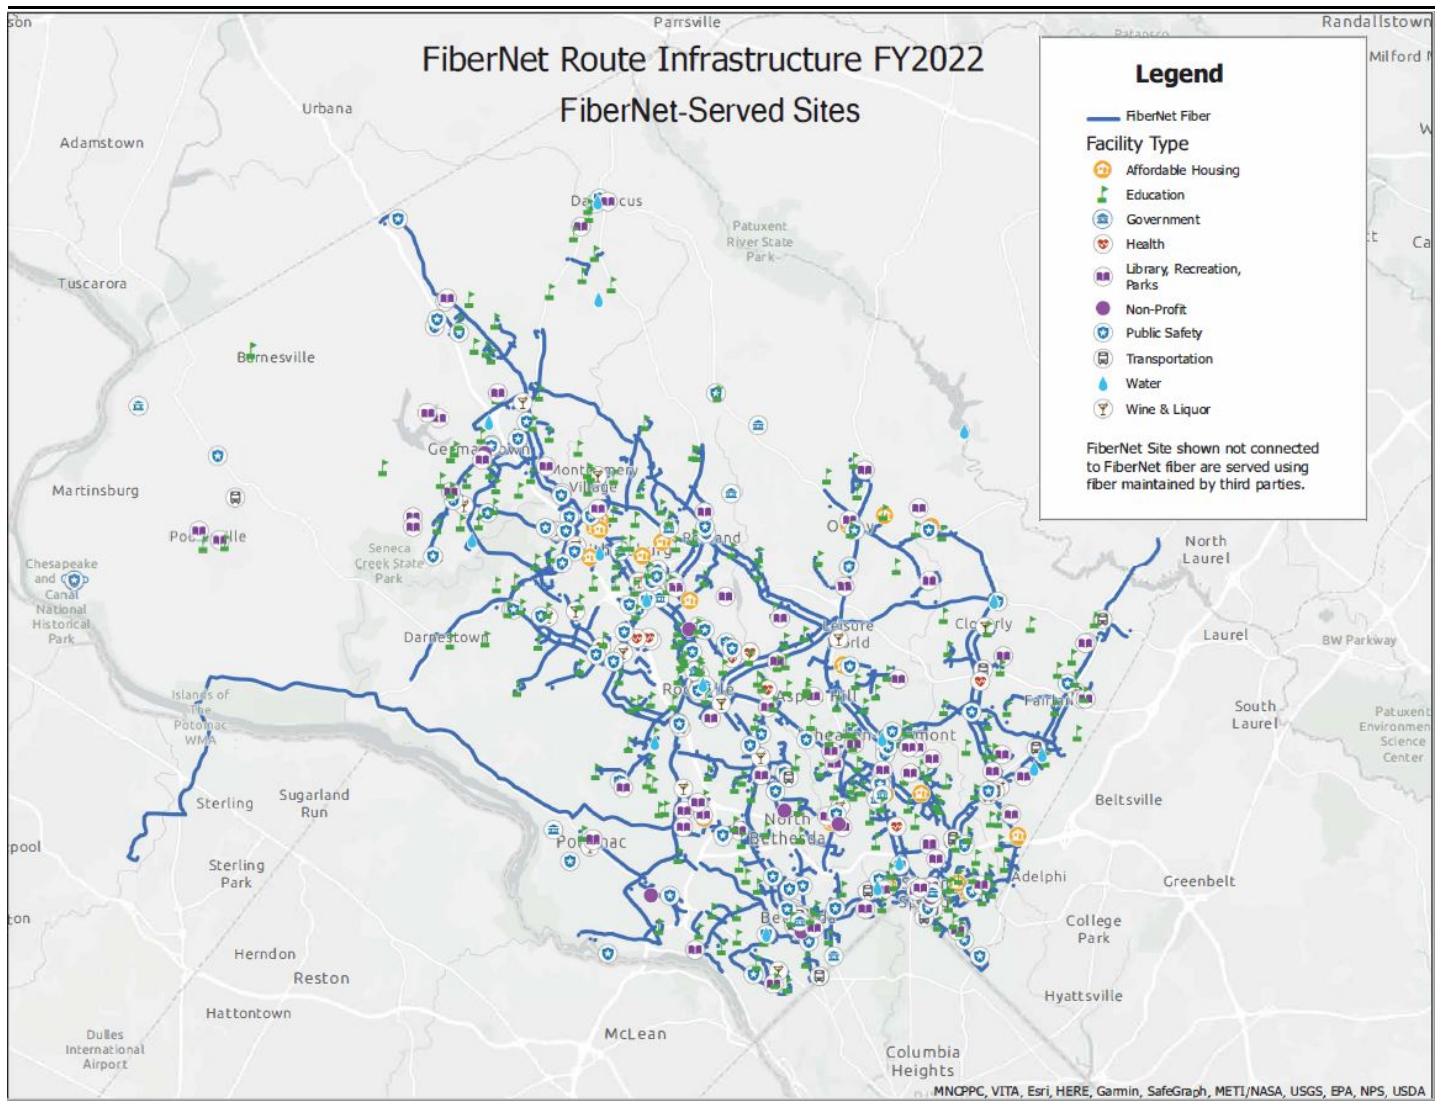 FiberNet Route Infrastructure FY2022
FiberNet-Served Sites
Legend
FiberNet Fiber
Facility Type
Affordable Housing
Education
Government
Health
Library, Recreation,
Parks
Non-Profit
Public Safety
Transportation
Water
Wine & Liquor
FiberNet Site shown not connected
to FiberNet fiber are served using
fiber maintained by third parties.
Parrsville
Randallstown
Patapsco
Milford
Urbana
Adamstown
Patuxent
River State
Park
Tuscarora
Barnesville
Germantown
Montgomery
Village
Martinsburg
Seneca
Creek State
Park
Chesapeake
and
Canal
National
Historical
Park
North
Laurel
Laurel
BW Parkway
Darnestown
Leisure
Islands of
The
Potomac
WMA
South
Laurel
Patuxent
Environmen
Science
Center
Sterling
Sugarland
Run
Beltsville
North
Bethesda
Sterling
Park
Adelphi
Greenbelt
College
Park
Herndon
Reston
Hyattsville
Hattontown
McLean
Dulles
International
Airport
Columbia
Heights
MNCPPC, VITA, Esri, HERE, Garmin, SafeGraph, METI/NASA, USGS, EPA, NPS, USDA